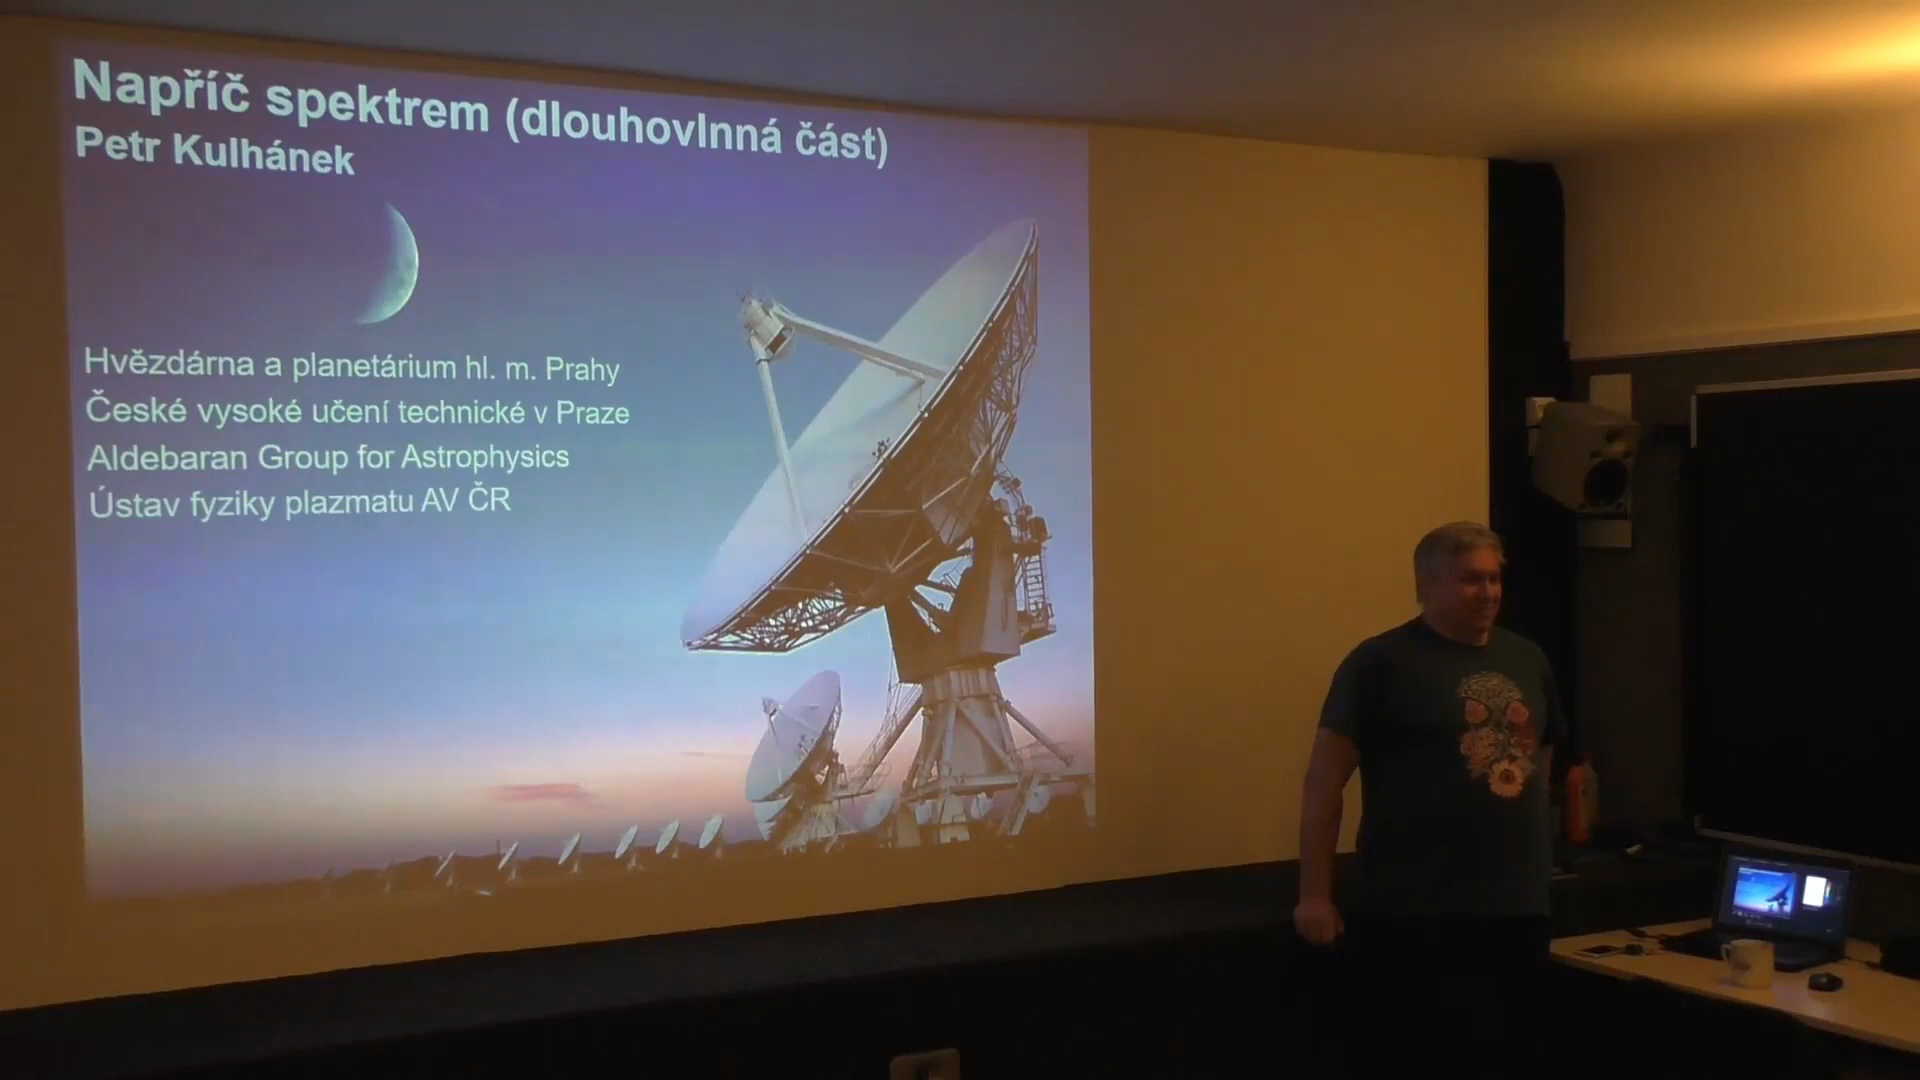 Napříč spektrem (dlouhovlnná část)
Petr Kulhánek
Hvězdárna a planetárium hl. m. Prahy
České vysoké učení technické v Praze
Aldebaran Group for Astrophysics
Ústav fyziky plazmatu AV ČR